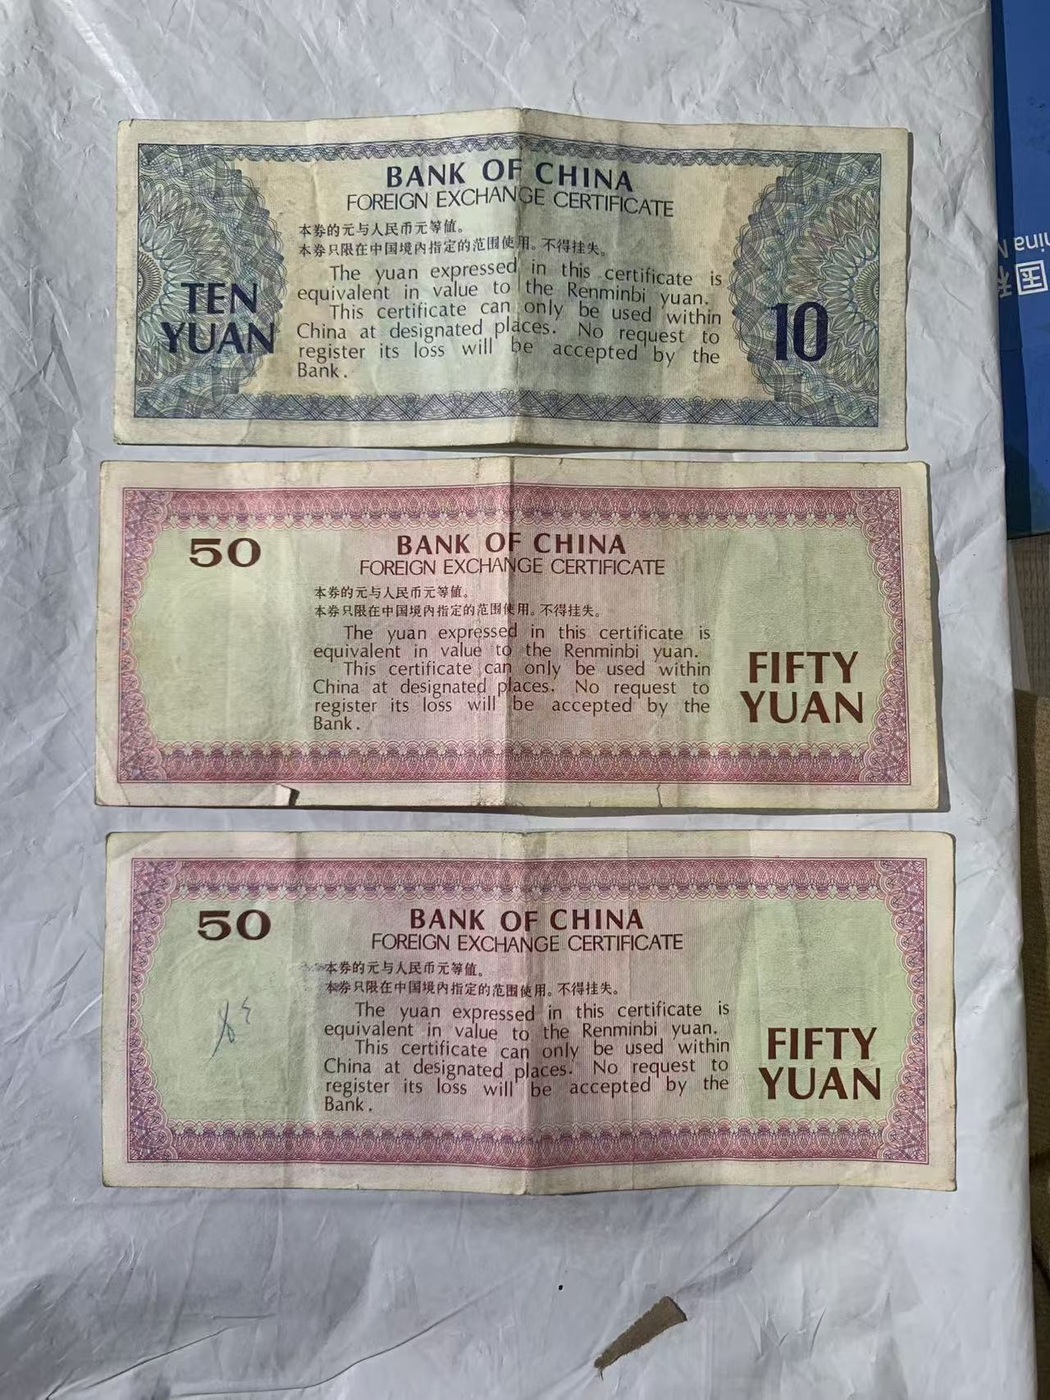 BANK OF CHINA
FOREIGN EXCHANGE CERTIFICATE
本券的元与人民币元等值。
本券只限在中国境内指定的范围使用。不得挂失。
The yuan expressed in this certificate is
equivalent in value to the Renminbi yuan.
This certificate can only be used within
China at designated places. No request to
register its loss will be accepted by the
Bank.
TEN
YUAN
10
50
BANK OF CHINA
FOREIGN EXCHANGE CERTIFICATE
本券的元与人民币元等值。
本券只限在中国境内指定的范围使用。不得挂失。
The yuan expressed in this certificate is
equivalent in value to the Renminbi yuan.
This certificate can only be used within
China at designated places. No request to
register its loss will be accepted by the
Bank.
FIFTY
YUAN
50
BANK OF CHINA
FOREIGN EXCHANGE CERTIFICATE
本券的元与人民币元等值。
本券只限在中国境内指定的范围使用。不得挂失。
The yuan expressed in this certificate is
equivalent in value to the Renminbi yuan.
This certificate can only be used within
China at designated places. No request to
register its loss will be accepted by the
Bank.
FIFTY
YUAN